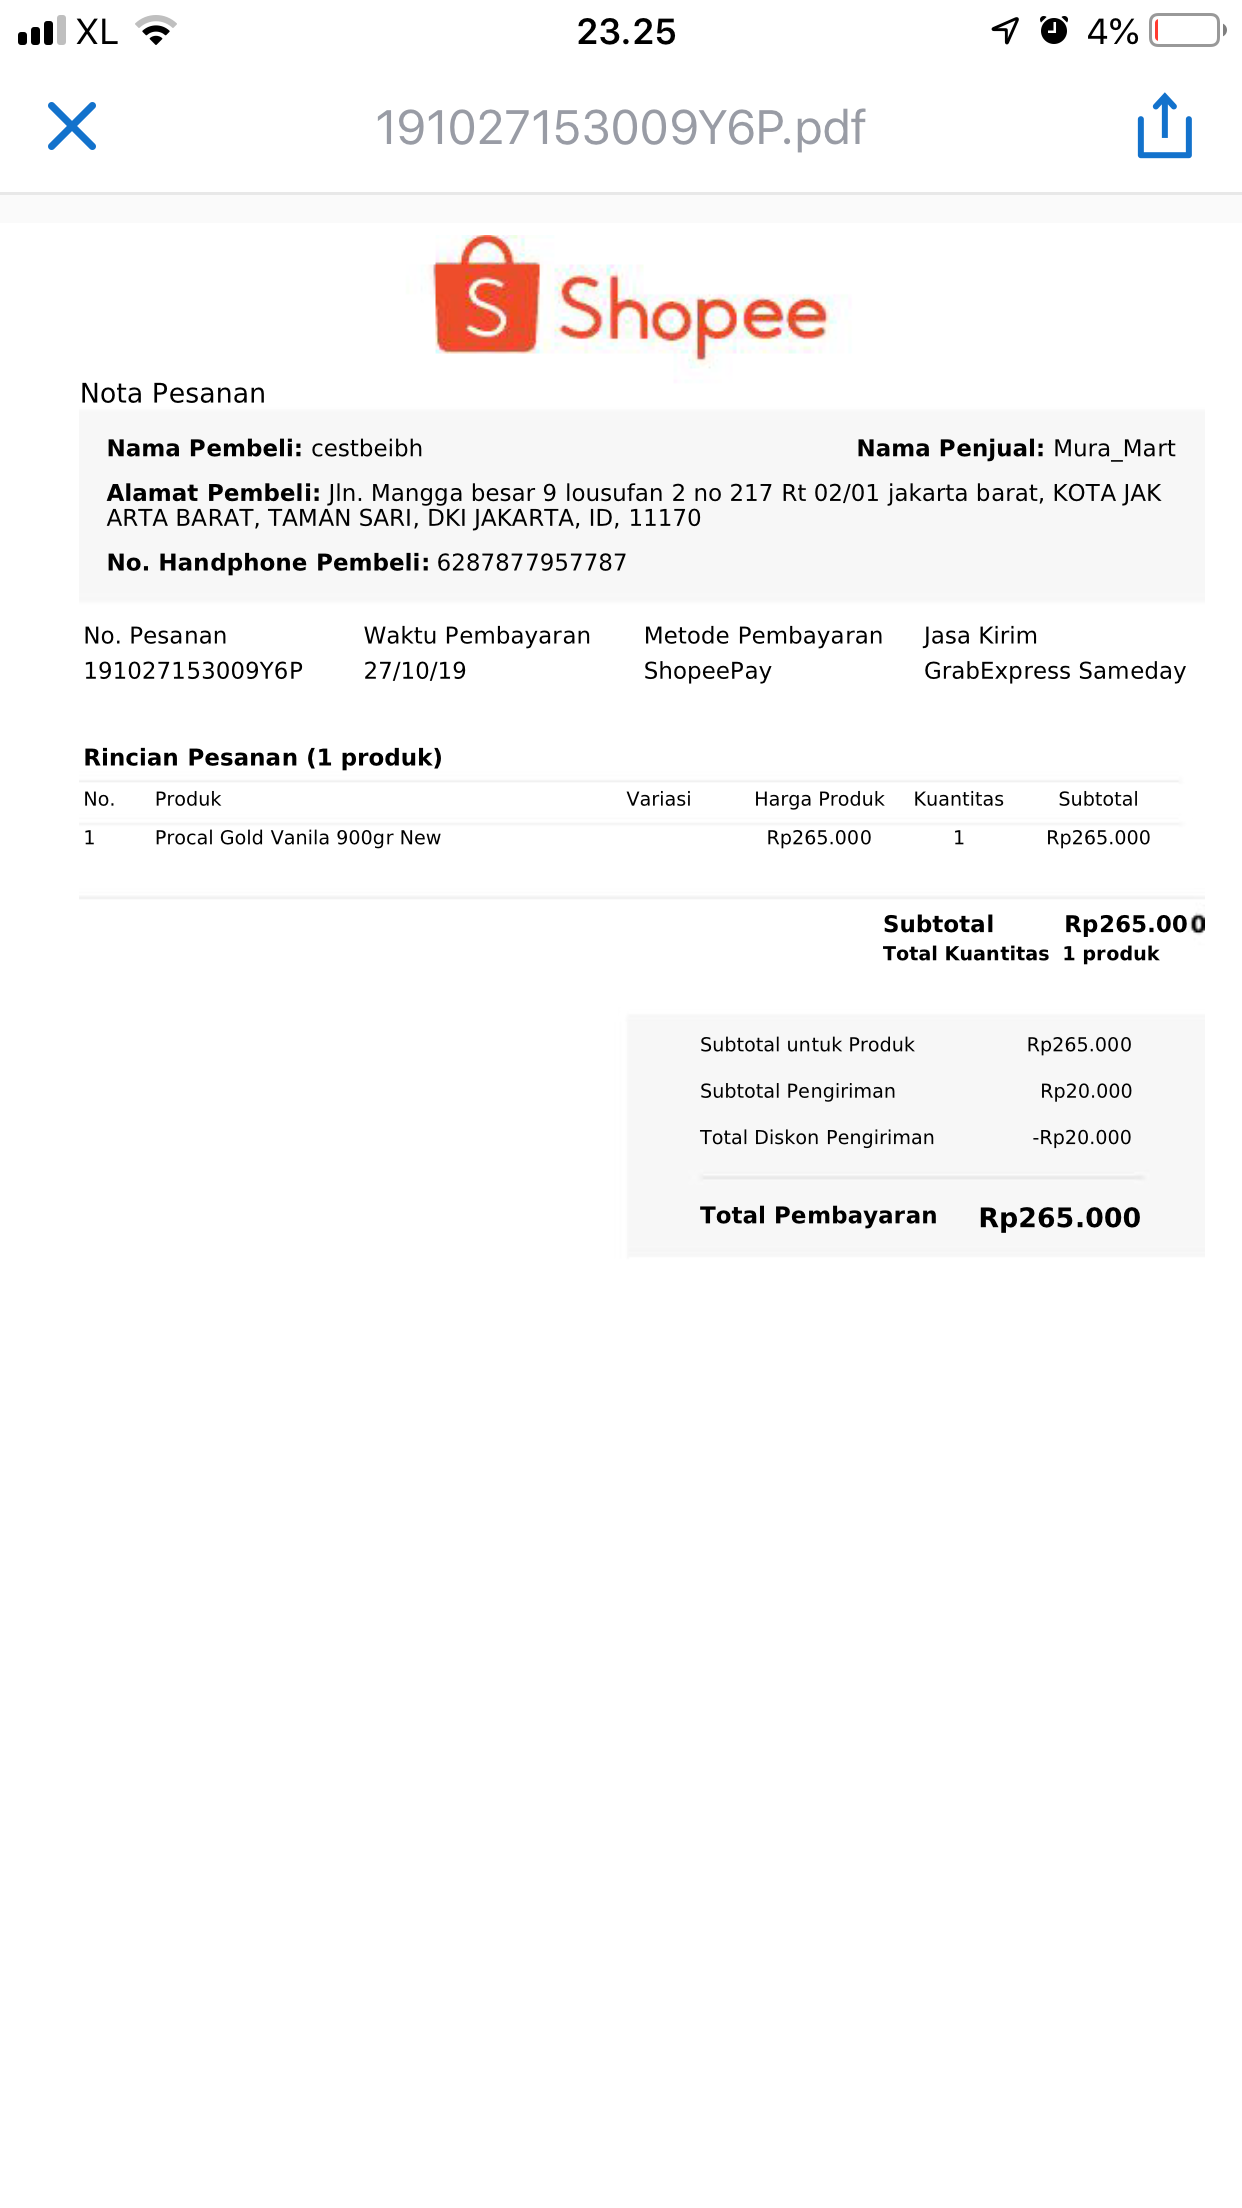 XL 23.25 4%
191027153009Y6P.pdf
S Shopee
Nota Pesanan
Nama Pembeli: cestbeibh Nama Penjual: Mura_Mart
Alamat Pembeli: Jln. Mangga besar 9 lousufan 2 no 217 Rt 02/01 jakarta barat, KOTA JAK
ARTA BARAT, TAMAN SARI, DKI JAKARTA, ID, 11170
No. Handphone Pembeli: 6287877957787
No. Pesanan Waktu Pembayaran Metode Pembayaran Jasa Kirim
191027153009Y6P 27/10/19 ShopeePay GrabExpress Sameday
Rincian Pesanan (1 produk)
No. Produk Variasi Harga Produk Kuantitas Subtotal
1 Procal Gold Vanila 900gr New Rp265.000 1 Rp265.000
Subtotal Rp265.000
Total Kuantitas 1 produk
Subtotal untuk Produk Rp265.000
Subtotal Pengiriman Rp20.000
Total Diskon Pengiriman -Rp20.000
Total Pembayaran Rp265.000